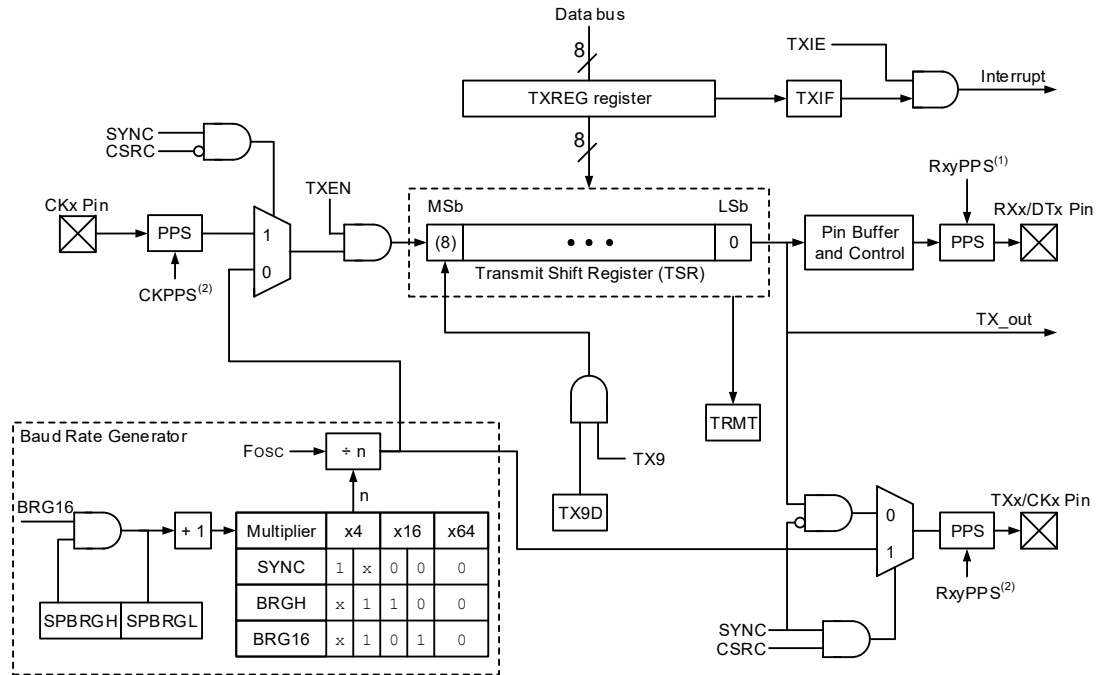 Data bus
8
TXIE
Interrupt
TXREG register
TXIF
SYNC
CSRC
8
RxyPPS(1)
TXEN
CKx Pin
MSb
LSb
RXx/DTx Pin
PPS
1
(8)
• • •
0
Pin Buffer
and Control
PPS
0
Transmit Shift Register (TSR)
CKPPS(2)
TX_out
TRMT
Baud Rate Generator
FOSC
÷ n
TX9
n
TX9D
BRG16
+ 1
Multiplier x4 x16 x64
SYNC 1 x 0 0 0
BRGH x 1 1 0 0
BRG16 x 1 0 1 0
SPBRGH SPBRGL
TXx/CKx Pin
0
PPS
1
RxyPPS(2)
SYNC
CSRC